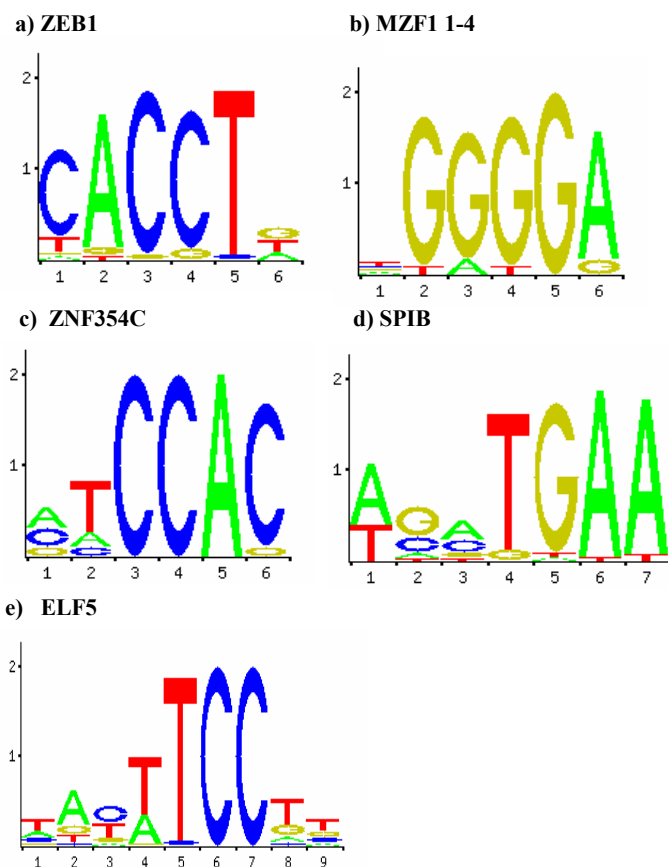 a) ZEB1
b) MZF1 1-4
2
1
C A C C T G
T G T
A
1 2 3 4 5 6
2
1
G G G G A
T A T G
1 2 3 4 5 6
c) ZNF354C
d) SPIB
2
1
A T C C A C
C A
G C G
1 2 3 4 5 6
2
1
A G A T G A A
T C C G
A
1 2 3 4 5 6 7
e) ELF5
2
1
T A C T T C C T T
A G T A G G
1 2 3 4 5 6 7 8 9